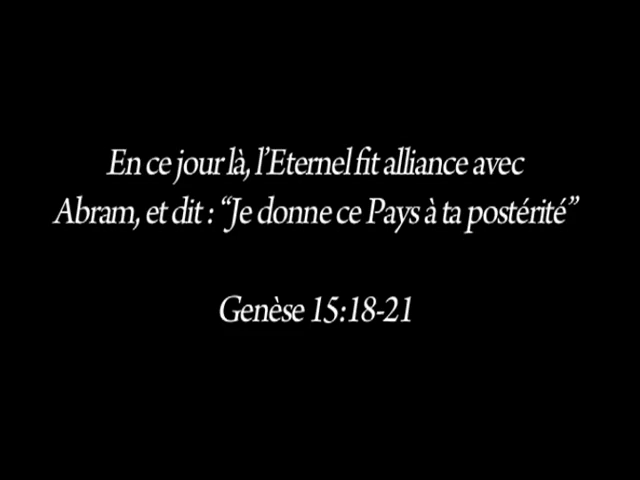 En ce jour là, l'Eternel fit alliance avec
Abram, et dit : “Je donne ce Pays à ta postérité”
Genèse 15:18-21